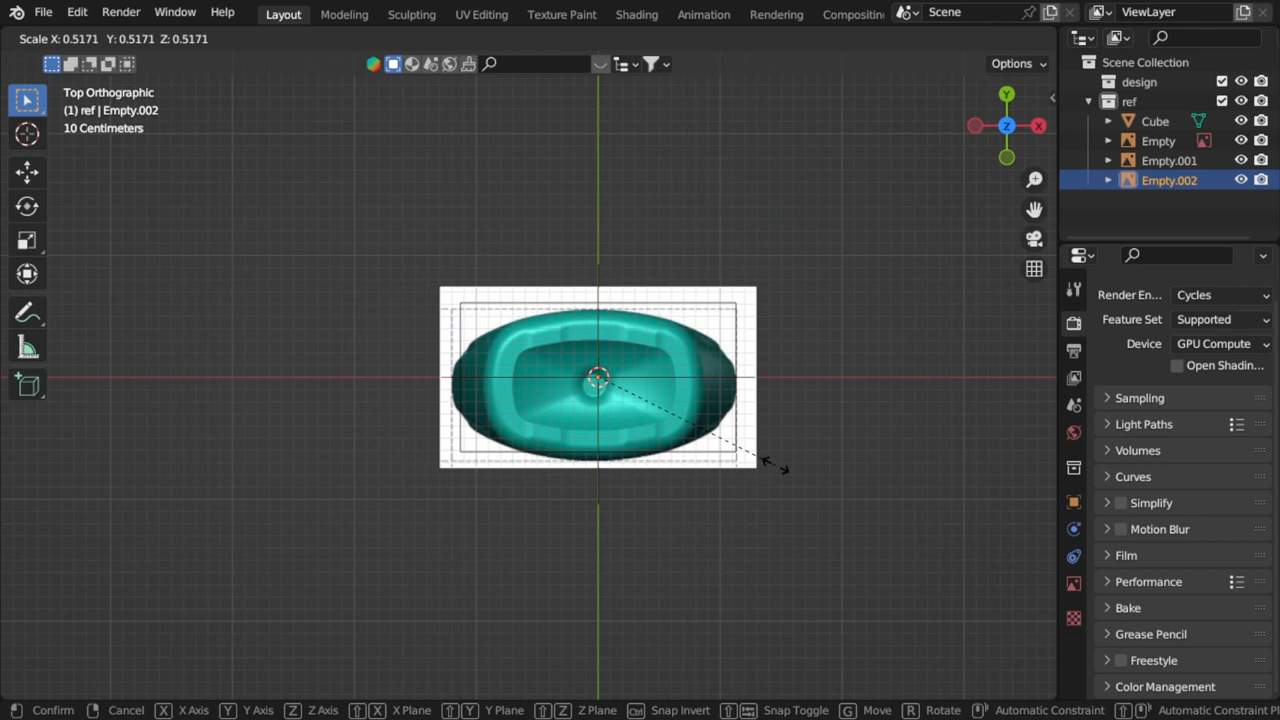 File Edit Render Window Help Layout Modeling Sculpting UV Editing Texture Paint Shading Animation Rendering Compositing Scene ViewLayer
Scale X: 0.5171 Y: 0.5171 Z: 0.5171
Options
Top Orthographic
(1) ref | Empty.002
10 Centimeters
Y
X
Z
Scene Collection
design
ref
Cube
Empty
Empty.001
Empty.002
Render En... Cycles
Feature Set Supported
Device GPU Compute
Open Shadin...
Sampling
Light Paths
Volumes
Curves
Simplify
Motion Blur
Film
Performance
Bake
Grease Pencil
Freestyle
Color Management
Confirm Cancel X X Axis Y Y Axis Z Z Axis X X Plane Y Y Plane Z Z Plane Ctrl Snap Invert Snap Toggle G Move R Rotate Automatic Constraint Automatic Constraint Pl